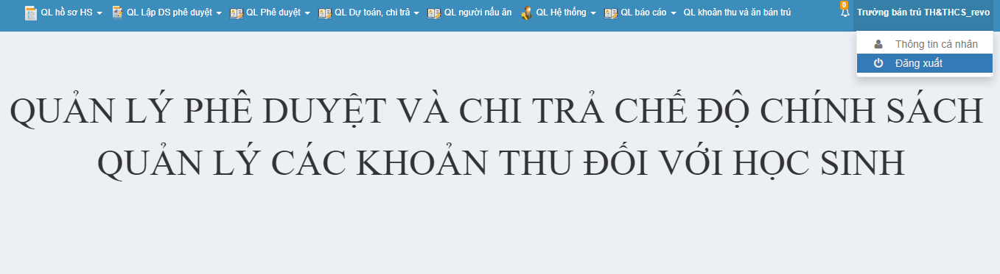 QL hồ sơ HS QL Lập DS phê duyệt QL Phê duyệt QL Dự toán, chi trả QL người nấu ăn QL Hệ thống QL báo cáo QL khoản thu và ăn bán trú 0 Trường bán trú TH&THCS_revo
Thông tin cá nhân
Đăng xuất
QUẢN LÝ PHÊ DUYỆT VÀ CHI TRẢ CHẾ ĐỘ CHÍNH SÁCH
QUẢN LÝ CÁC KHOẢN THU ĐỐI VỚI HỌC SINH